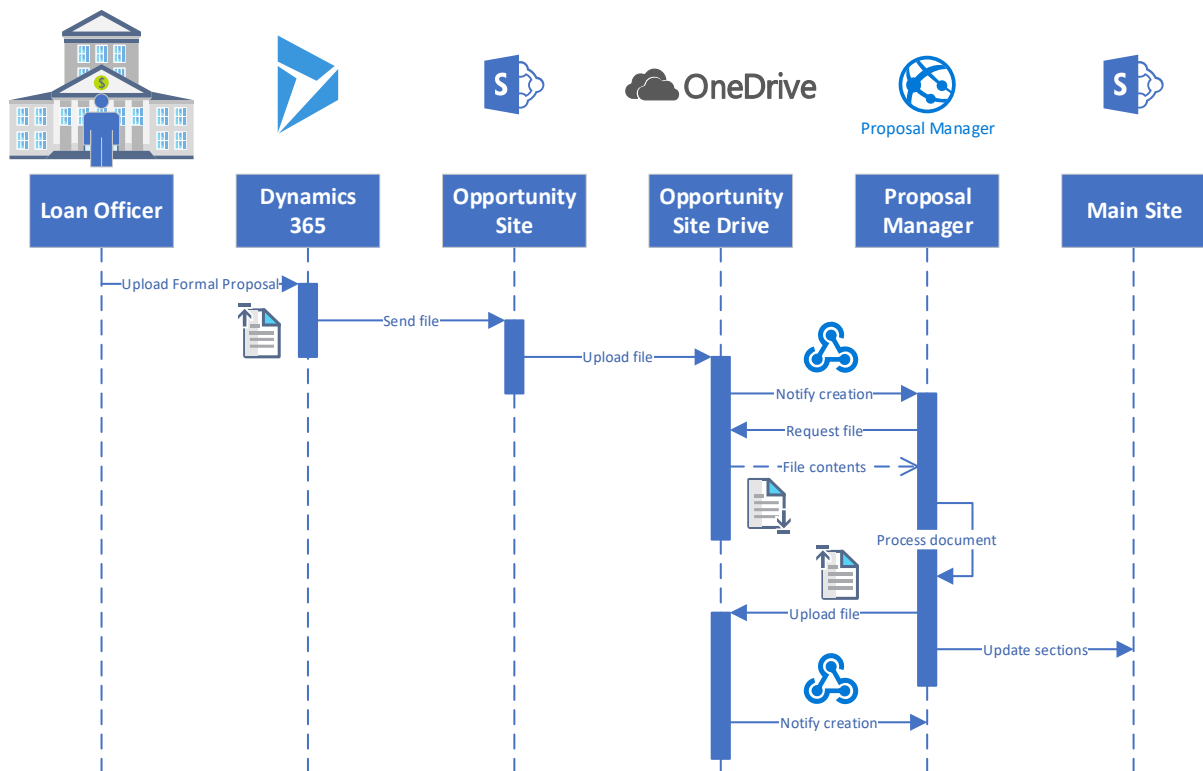 $
S
OneDrive
Proposal Manager
S
Loan Officer
Dynamics
365
Opportunity
Site
Opportunity
Site Drive
Proposal
Manager
Main Site
Upload Formal Proposal
Send file
Upload file
Notify creation
Request file
File contents
Process document
Upload file
Update sections
Notify creation